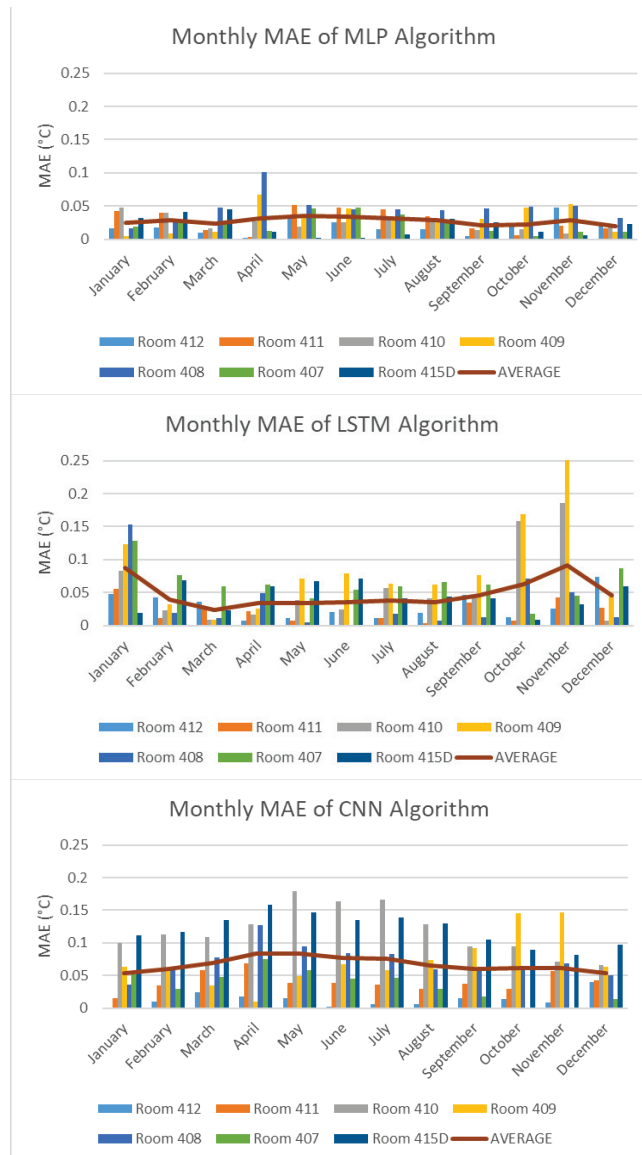 Monthly MAE of MLP Algorithm
0.25
0.2
0.15
0.1
0.05
0
MAE (°C)
January February March April May June July August September October November December
Room 412 Room 411 Room 410 Room 409
Room 408 Room 407 Room 415D AVERAGE
Monthly MAE of LSTM Algorithm
0.25
0.2
0.15
0.1
0.05
0
MAE (°C)
January February March April May June July August September October November December
Room 412 Room 411 Room 410 Room 409
Room 408 Room 407 Room 415D AVERAGE
Monthly MAE of CNN Algorithm
0.25
0.2
0.15
0.1
0.05
0
MAE (°C)
January February March April May June July August September October November December
Room 412 Room 411 Room 410 Room 409
Room 408 Room 407 Room 415D AVERAGE